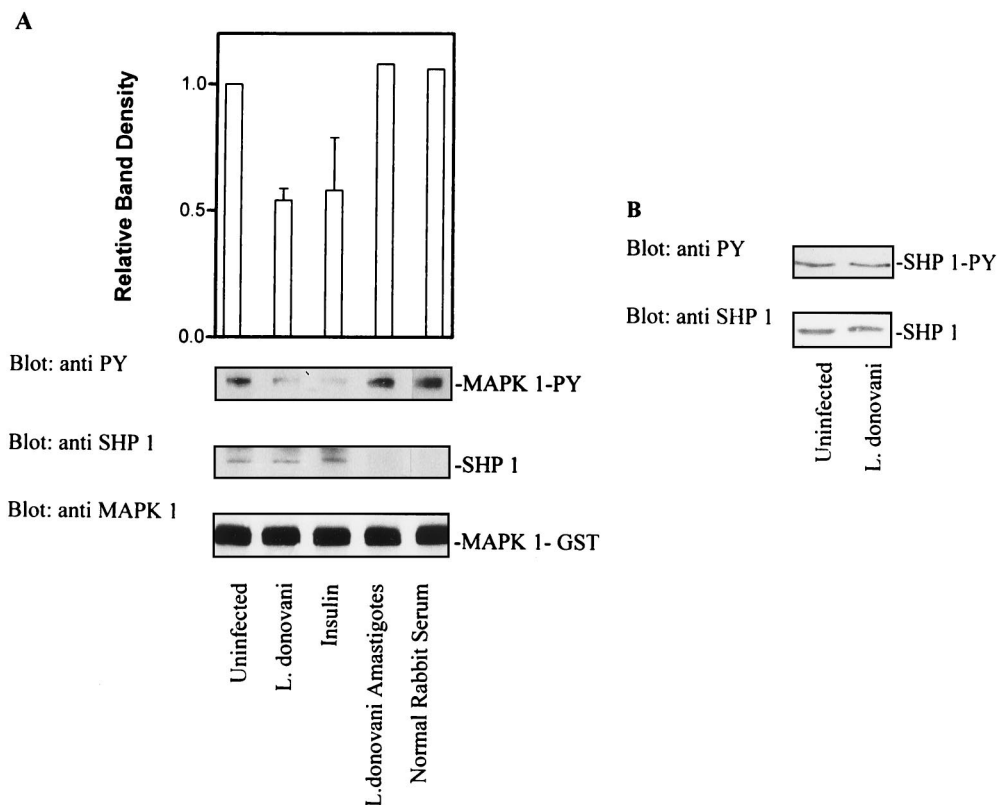 A
Relative Band Density
1.0
0.5
0.0
Blot: anti PY
-MAPK 1-PY
Blot: anti SHP 1
-SHP 1
Blot: anti MAPK 1
-MAPK 1- GST
Uninfected
L. donovani
Insulin
L.donovani Amastigotes
Normal Rabbit Serum
B
Blot: anti PY
-SHP 1-PY
Blot: anti SHP 1
-SHP 1
Uninfected
L. donovani